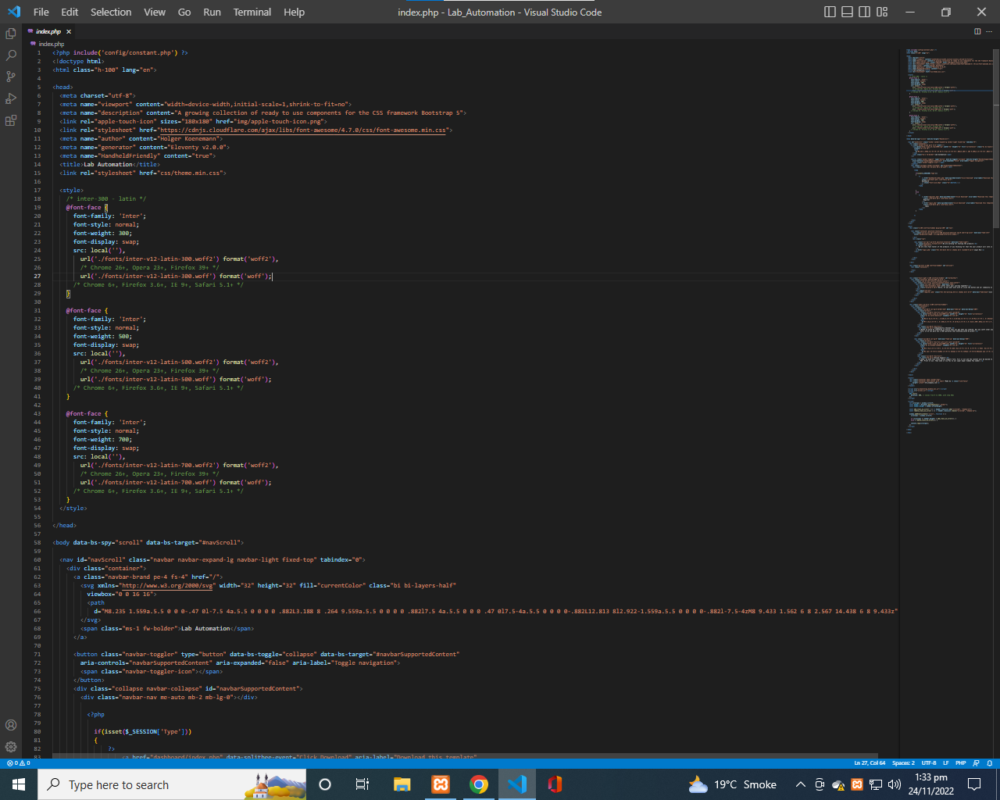 File Edit Selection View Go Run Terminal Help
index.php - Lab_Automation - Visual Studio Code
index.php
index.php
1 <?php include('config/constant.php') ?>
2 <!doctype html>
3 <html class="h-100" lang="en">
4
5 <head>
6 <meta charset="utf-8">
7 <meta name="viewport" content="width=device-width,initial-scale=1,shrink-to-fit=no">
8 <meta name="description" content="A growing collection of ready to use components for the CSS framework Bootstrap 5">
9 <link rel="apple-touch-icon" sizes="180x180" href="img/apple-touch-icon.png">
10 <link rel="stylesheet" href="https://cdnjs.cloudflare.com/ajax/libs/font-awesome/4.7.0/css/font-awesome.min.css">
11 <meta name="author" content="Holger Koenemann">
12 <meta name="generator" content="Eleventy v2.0.0">
13 <meta name="HandheldFriendly" content="true">
14 <title>Lab Automation</title>
15 <link rel="stylesheet" href="css/theme.min.css">
16
17 <style>
18 /* inter-300 - latin */
19 @font-face {
20 font-family: 'Inter';
21 font-style: normal;
22 font-weight: 300;
23 font-display: swap;
24 src: local(''),
25 url('./fonts/inter-v12-latin-300.woff2') format('woff2'),
26 /* Chrome 26+, Opera 23+, Firefox 39+ */
27 url('./fonts/inter-v12-latin-300.woff') format('woff');
28 /* Chrome 6+, Firefox 3.6+, IE 9+, Safari 5.1+ */
29 }
30
31 @font-face {
32 font-family: 'Inter';
33 font-style: normal;
34 font-weight: 500;
35 font-display: swap;
36 src: local(''),
37 url('./fonts/inter-v12-latin-500.woff2') format('woff2'),
38 /* Chrome 26+, Opera 23+, Firefox 39+ */
39 url('./fonts/inter-v12-latin-500.woff') format('woff');
40 /* Chrome 6+, Firefox 3.6+, IE 9+, Safari 5.1+ */
41 }
42
43 @font-face {
44 font-family: 'Inter';
45 font-style: normal;
46 font-weight: 700;
47 font-display: swap;
48 src: local(''),
49 url('./fonts/inter-v12-latin-700.woff2') format('woff2'),
50 /* Chrome 26+, Opera 23+, Firefox 39+ */
51 url('./fonts/inter-v12-latin-700.woff') format('woff');
52 /* Chrome 6+, Firefox 3.6+, IE 9+, Safari 5.1+ */
53 }
54 </style>
55
56 </head>
57
58 <body data-bs-spy="scroll" data-bs-target="#navScroll">
59
60 <nav id="navScroll" class="navbar navbar-expand-lg navbar-light fixed-top" tabindex="0">
61 <div class="container">
62 <a class="navbar-brand pe-4 fs-4" href="/">
63 <svg xmlns="http://www.w3.org/2000/svg" width="32" height="32" fill="currentColor" class="bi bi-layers-half"
64 viewbox="0 0 16 16">
65 <path
66 d="M8.235 1.559a.5.5 0 0 0-.47 0l-7.5 4a.5.5 0 0 0 0 .882L3.188 8 .264 9.559a.5.5 0 0 0 0 .882l7.5 4a.5.5 0 0 0 .47 0l7.5-4a.5.5 0 0 0 0-.882L12.813 8l2.922-1.559a.5.5 0 0 0 0-.882l-7.5-4zM8 9.433 1.562 6 8 2.567 14.438 6 8 9.433z"
67 </svg>
68 <span class="ms-1 fw-bolder">Lab Automation</span>
69 </a>
70
71 <button class="navbar-toggler" type="button" data-bs-toggle="collapse" data-bs-target="#navbarSupportedContent"
72 aria-controls="navbarSupportedContent" aria-expanded="false" aria-label="Toggle navigation">
73 <span class="navbar-toggler-icon"></span>
74 </button>
75 <div class="collapse navbar-collapse" id="navbarSupportedContent">
76 <div class="navbar-nav me-auto mb-2 mb-lg-0"></div>
77
78 <?php
79
80 if(isset($_SESSION['Type']))
81 {
82 ?>
83 <a href="dashboard/index.php" data-splitbee-event="Click Download" aria-label="Download this template"
0 0 Ln 27, Col 64 Spaces: 2 UTF-8 LF PHP
Type here to search
19°C Smoke
1:33 pm
24/11/2022